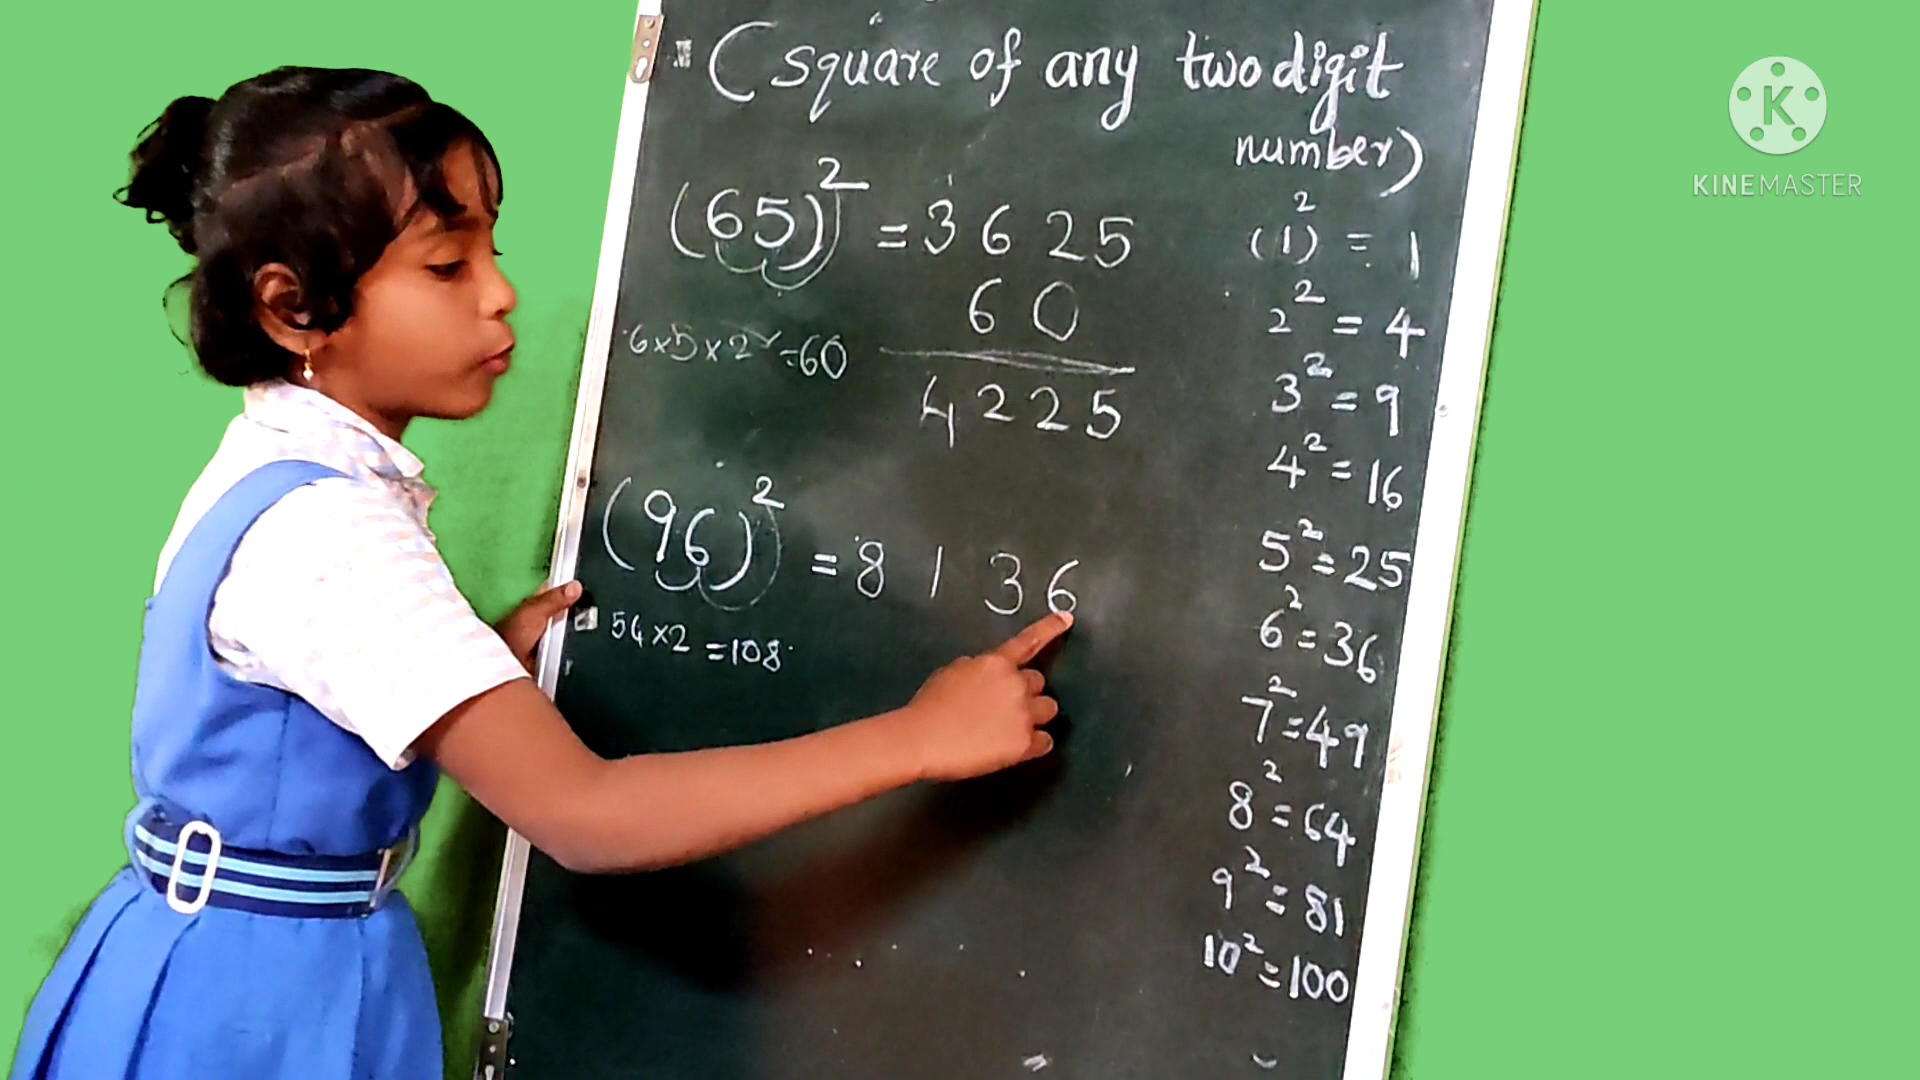 (square of any two digit
number)
(65)² = 3625
60
6×5×2=60
4225
(96)² = 8136
54×2=108
(1)² = 1
2² = 4
3² = 9
4² = 16
5² = 25
6² = 36
7² = 49
8² = 64
9² = 81
10² = 100
K
KINEMASTER